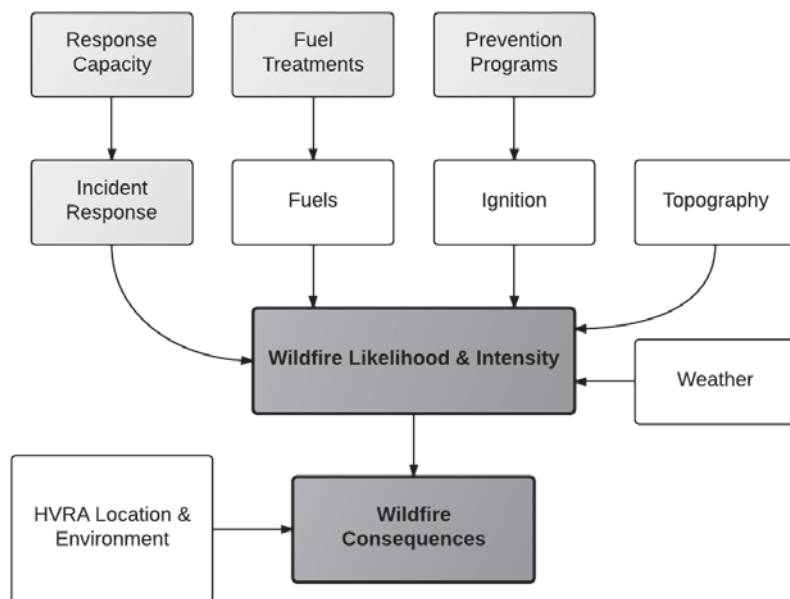 Response
Capacity
Fuel
Treatments
Prevention
Programs
Incident
Response
Fuels
Ignition
Topography
Wildfire Likelihood & Intensity
Weather
HVRA Location &
Environment
Wildfire
Consequences